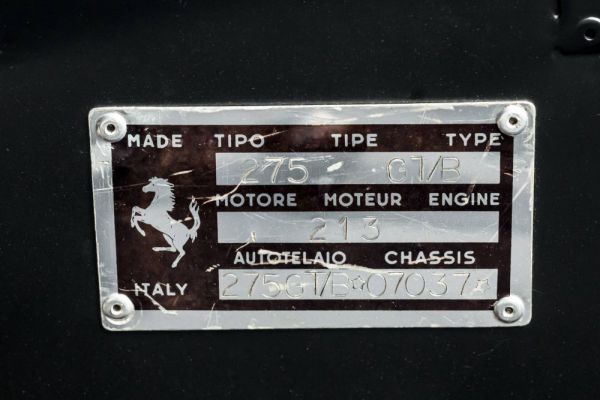 MADE TIPO TIPE TYPE
275 GT/B
MOTORE MOTEUR ENGINE
213
AUTOTELAIO CHASSIS
ITALY 275GT/B☆07037☆